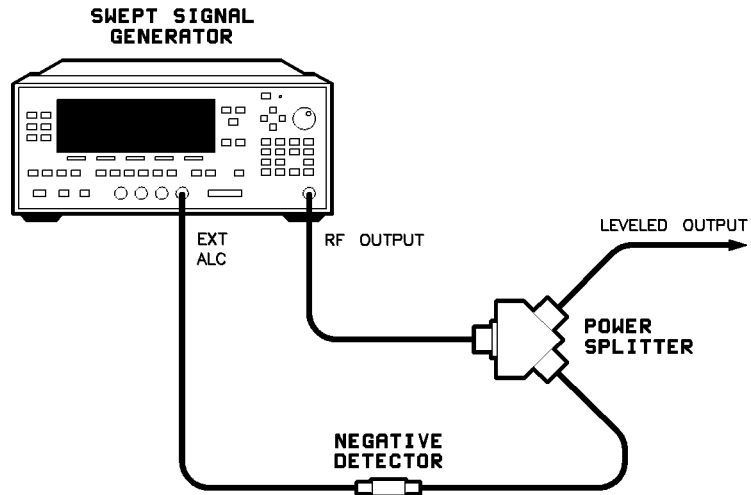 SWEPT SIGNAL
GENERATOR
EXT
ALC
RF OUTPUT
LEVELED OUTPUT
POWER
SPLITTER
NEGATIVE
DETECTOR